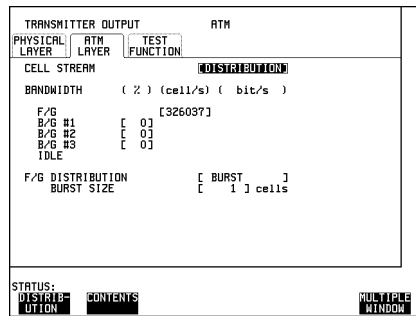 TRANSMITTER OUTPUT ATM
PHYSICAL LAYER ATM LAYER TEST FUNCTION
CELL STREAM [DISTRIBUTION]
BANDWIDTH ( % ) (cell/s) ( bit/s )
F/G [326037]
B/G #1 [ 0]
B/G #2 [ 0]
B/G #3 [ 0]
IDLE
F/G DISTRIBUTION [ BURST ]
BURST SIZE [ 1 ] cells
STATUS:
DISTRIB- CONTENTS MULTIPLE
UTION WINDOW